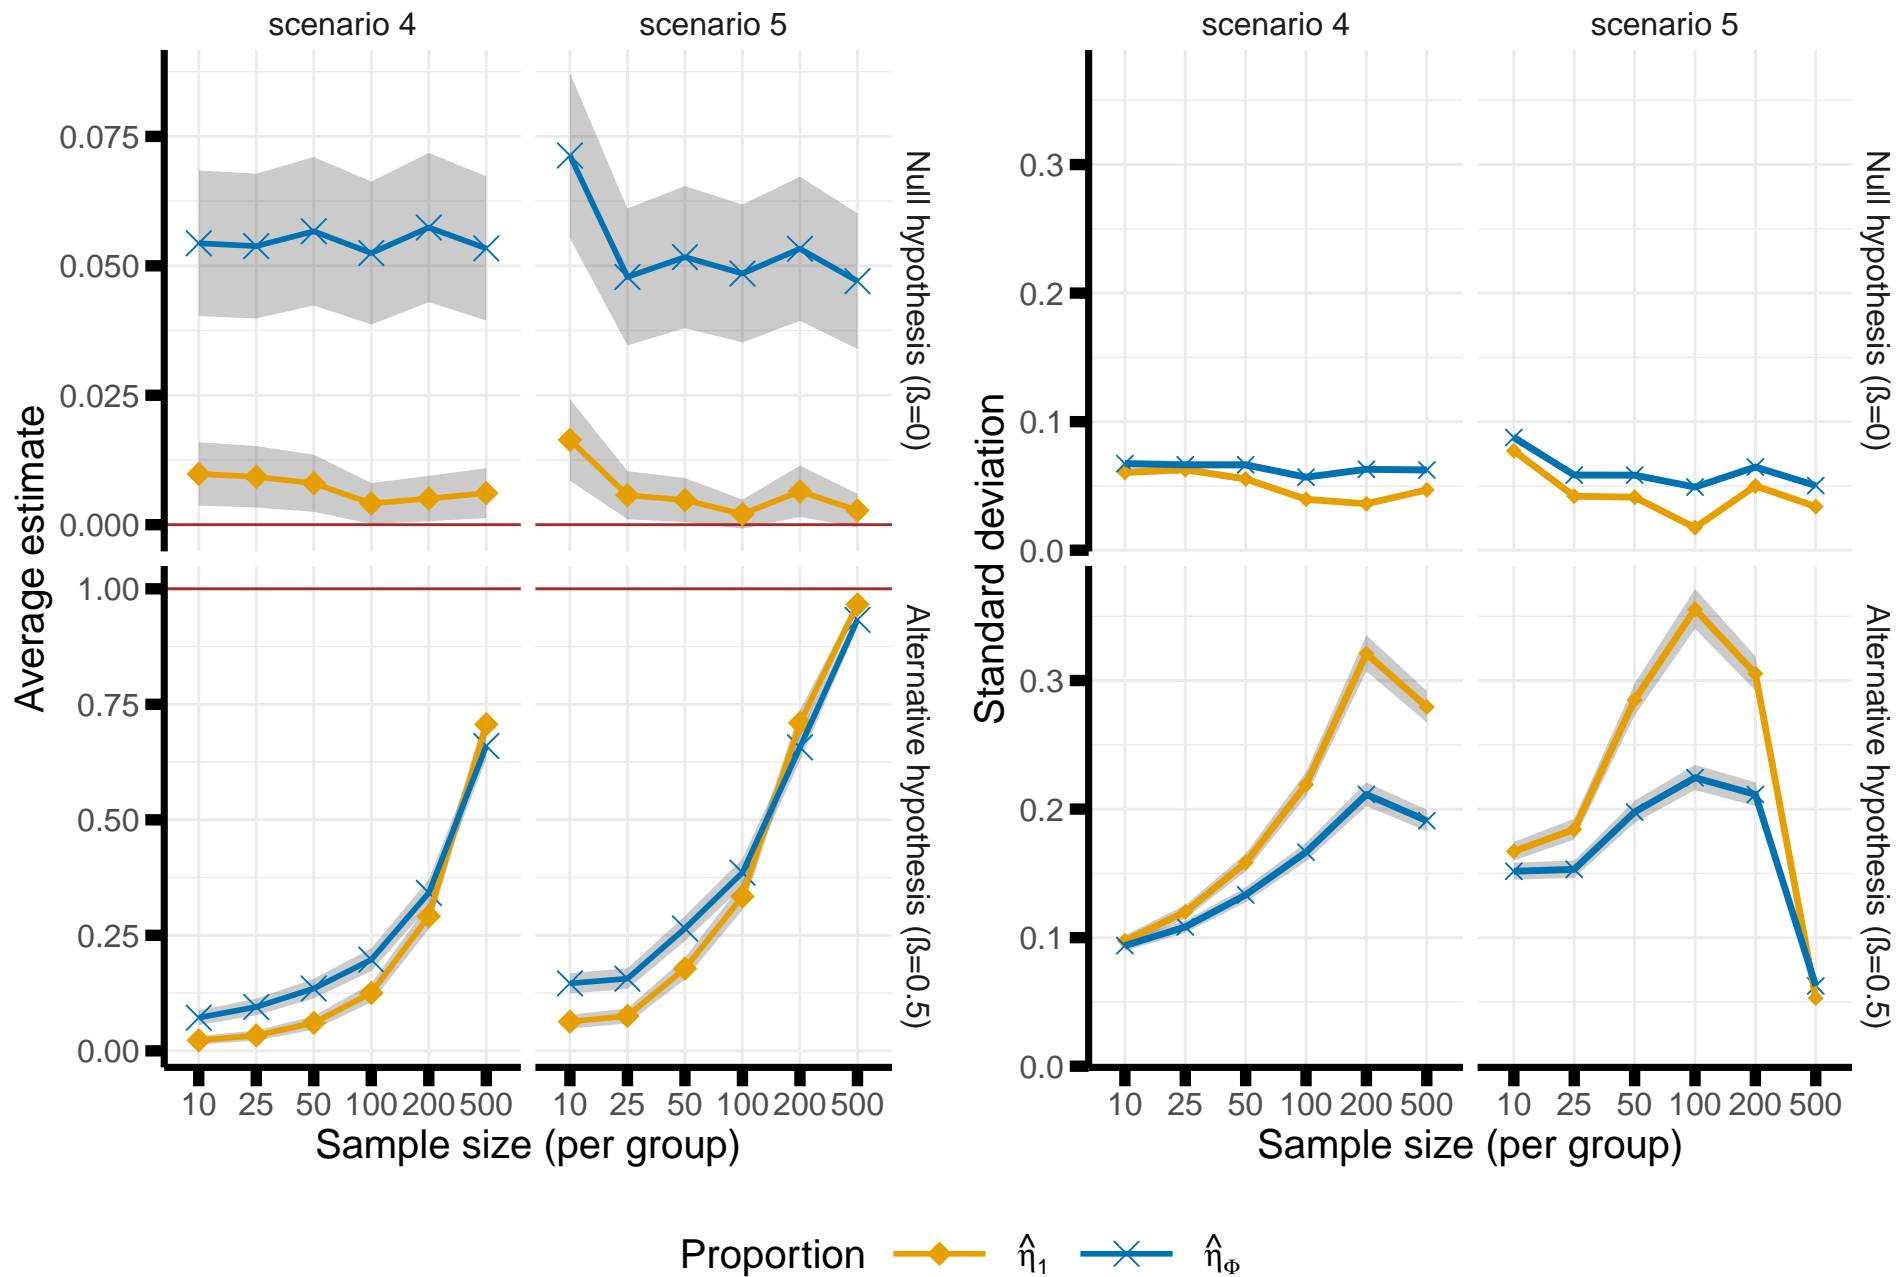 scenario 4 scenario 5 scenario 4 scenario 5
0.075
0.050
0.025
0.000
Null hypothesis (ß=0)
1.00
0.75
0.50
0.25
0.00
Alternative hypothesis (ß=0.5)
Average estimate
10 25 50 100 200 500 10 25 50 100 200 500
Sample size (per group)
0.3
0.2
0.1
0.0
Null hypothesis (ß=0)
0.3
0.2
0.1
0.0
Alternative hypothesis (ß=0.5)
Standard deviation
10 25 50 100 200 500 10 25 50 100 200 500
Sample size (per group)
Proportion η̂₁ η̂Φ